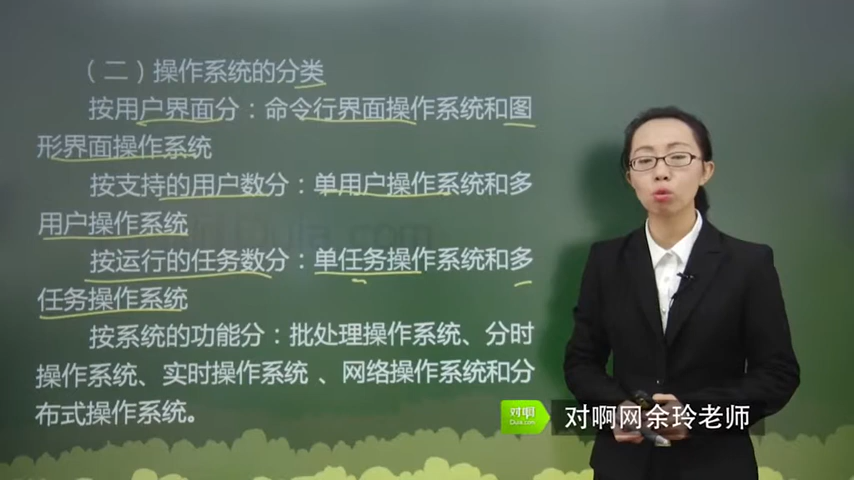 （二）操作系统的分类
按用户界面分：命令行界面操作系统和图
形界面操作系统
按支持的用户数分：单用户操作系统和多
用户操作系统
按运行的任务数分：单任务操作系统和多
任务操作系统
按系统的功能分：批处理操作系统、分时
操作系统、实时操作系统 、网络操作系统和分
布式操作系统。
对啊 Duia.com
对啊网余玲老师